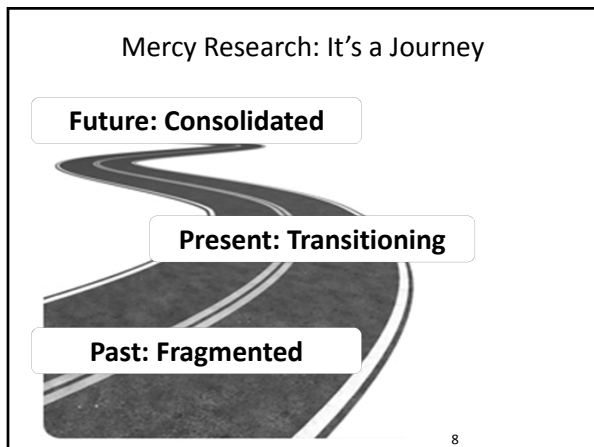 Mercy Research: It's a Journey
Future: Consolidated
Present: Transitioning
Past: Fragmented
8